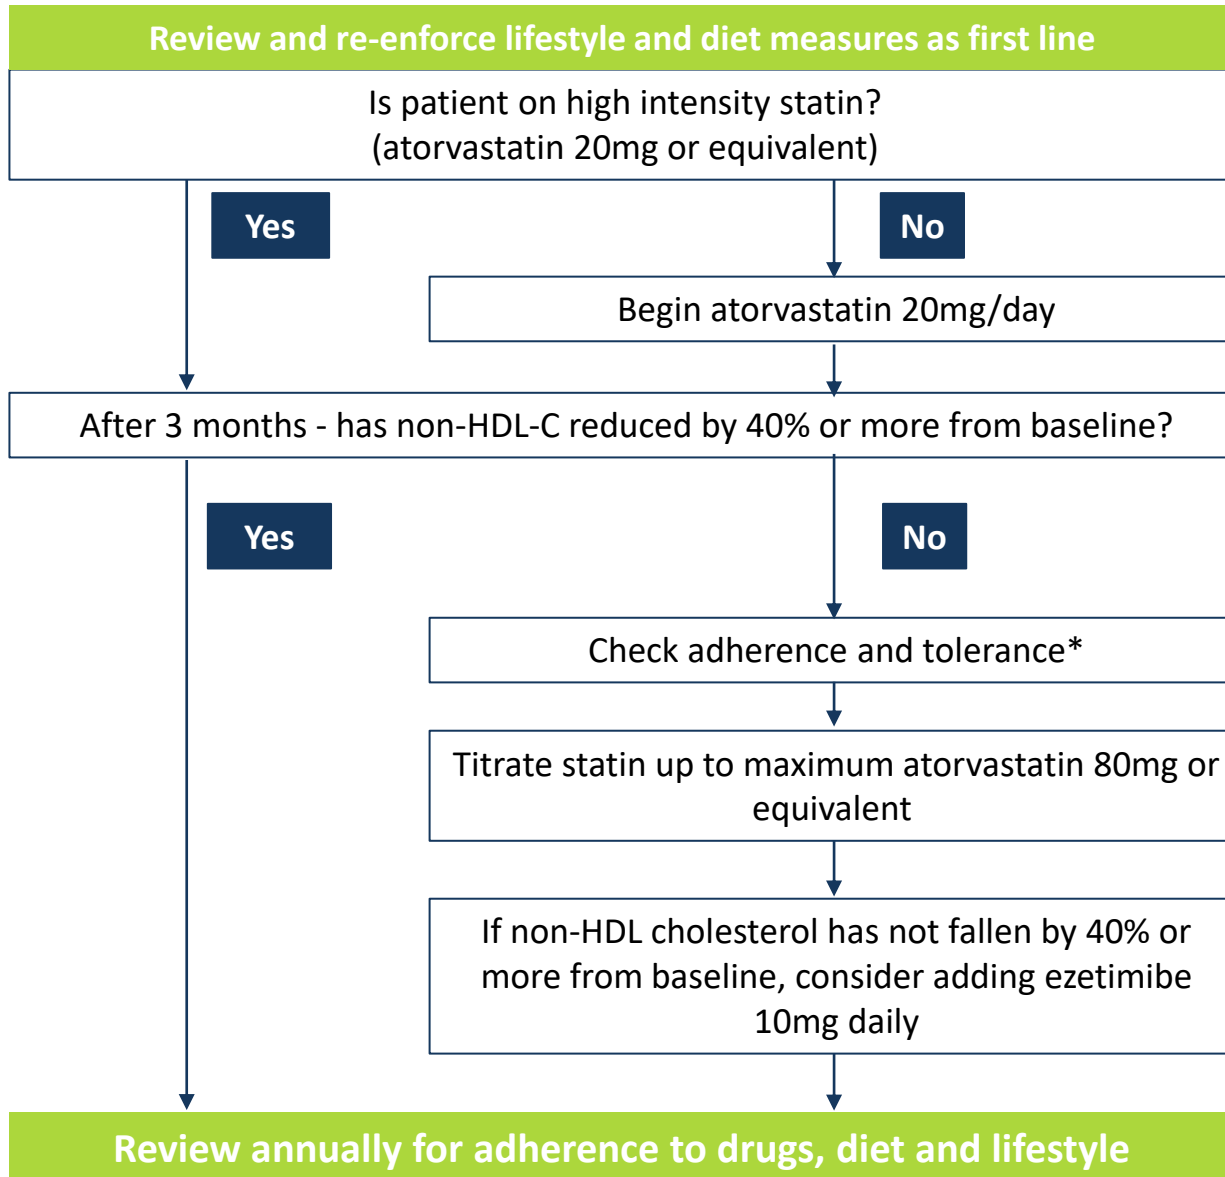 Review and re-enforce lifestyle and diet measures as first line
Is patient on high intensity statin?
(atorvastatin 20mg or equivalent)
Yes
No
Begin atorvastatin 20mg/day
After 3 months - has non-HDL-C reduced by 40% or more from baseline?
Yes
No
Check adherence and tolerance*
Titrate statin up to maximum atorvastatin 80mg or
equivalent
If non-HDL cholesterol has not fallen by 40% or
more from baseline, consider adding ezetimibe
10mg daily
Review annually for adherence to drugs, diet and lifestyle